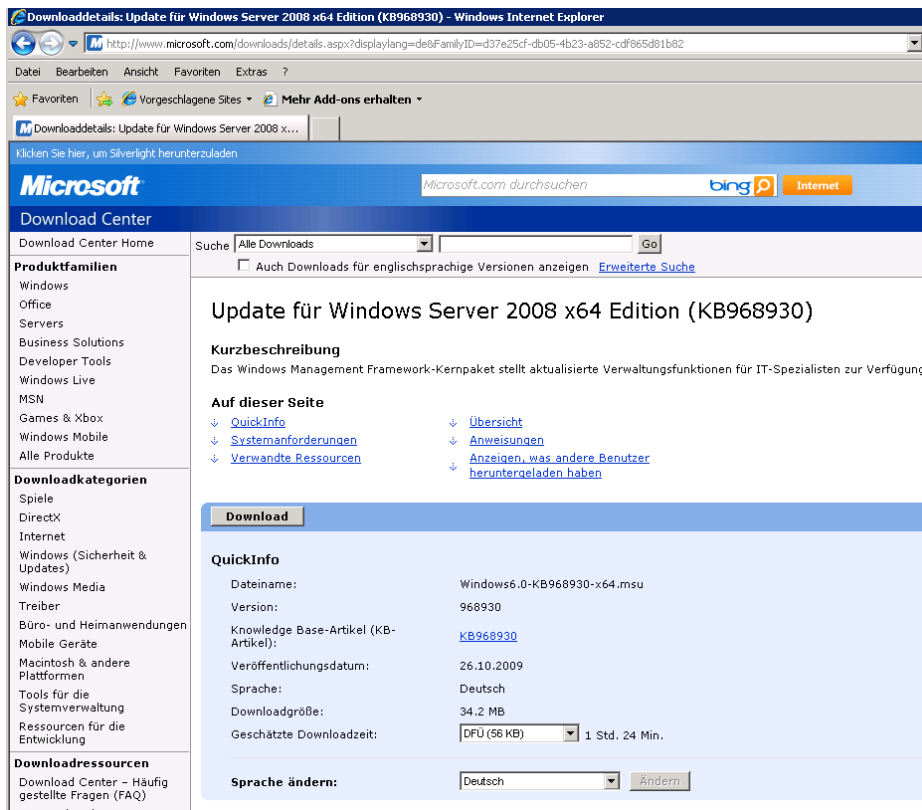 Downloaddetails: Update für Windows Server 2008 x64 Edition (KB968930) - Windows Internet Explorer
http://www.microsoft.com/downloads/details.aspx?displaylang=de&FamilyID=d37e25cf-db05-4b23-a852-cdf865d81b82
Datei Bearbeiten Ansicht Favoriten Extras ?
Favoriten Vorgeschlagene Sites Mehr Add-ons erhalten
Downloaddetails: Update für Windows Server 2008 x...
Klicken Sie hier, um Silverlight herunterzuladen
Microsoft
Microsoft.com durchsuchen
bing
Internet
Download Center
Download Center Home
Produktfamilien
Windows
Office
Servers
Business Solutions
Developer Tools
Windows Live
MSN
Games & Xbox
Windows Mobile
Alle Produkte
Downloadkategorien
Spiele
DirectX
Internet
Windows (Sicherheit &
Updates)
Windows Media
Treiber
Büro- und Heimanwendungen
Mobile Geräte
Macintosh & andere
Plattformen
Tools für die
Systemverwaltung
Ressourcen für die
Entwicklung
Downloadressourcen
Download Center – Häufig
gestellte Fragen (FAQ)
Suche Alle Downloads Go
Auch Downloads für englischsprachige Versionen anzeigen Erweiterte Suche
Update für Windows Server 2008 x64 Edition (KB968930)
Kurzbeschreibung
Das Windows Management Framework-Kernpaket stellt aktualisierte Verwaltungsfunktionen für IT-Spezialisten zur Verfügung
Auf dieser Seite
QuickInfo
Systemanforderungen
Verwandte Ressourcen
Übersicht
Anweisungen
Anzeigen, was andere Benutzer
heruntergeladen haben
Download
QuickInfo
Dateiname: Windows6.0-KB968930-x64.msu
Version: 968930
Knowledge Base-Artikel (KB-
Artikel): KB968930
Veröffentlichungsdatum: 26.10.2009
Sprache: Deutsch
Downloadgröße: 34.2 MB
Geschätzte Downloadzeit: DFÜ (56 KB) 1 Std. 24 Min.
Sprache ändern: Deutsch Ändern